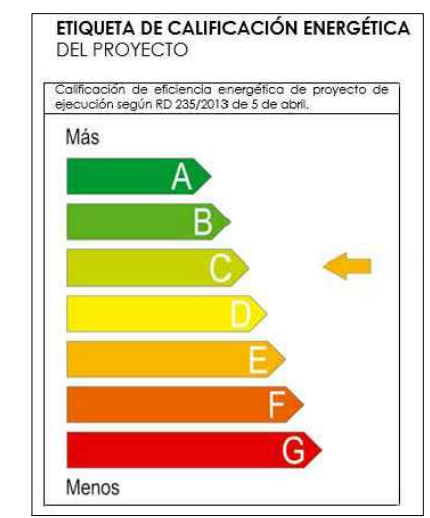 ETIQUETA DE CALIFICACIÓN ENERGÉTICA
DEL PROYECTO
Calificación de eficiencia energética de proyecto de
ejecución según RD 235/2013 de 5 de abril.
Más
A
B
C
D
E
F
G
Menos